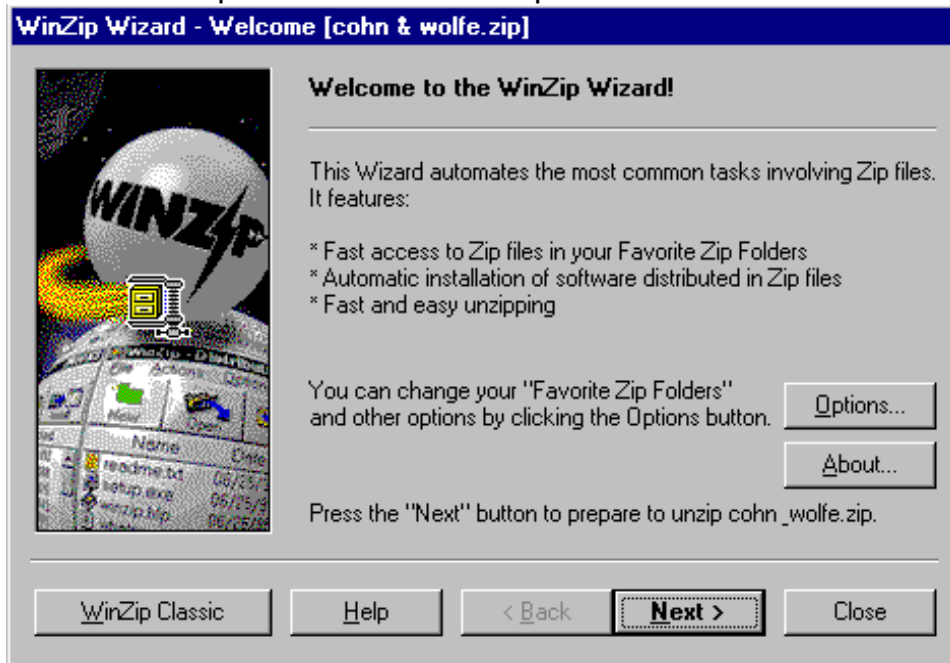 WinZip Wizard - Welcome [cohn & wolfe.zip]
Welcome to the WinZip Wizard!
This Wizard automates the most common tasks involving Zip files.
It features:
* Fast access to Zip files in your Favorite Zip Folders
* Automatic installation of software distributed in Zip files
* Fast and easy unzipping
WINZIP
WinZip - 
Actions
New
Name
readme.txt
setup.exe
winzip.hlp
You can change your "Favorite Zip Folders"
and other options by clicking the Options button.
Options...
About...
Press the "Next" button to prepare to unzip cohn _wolfe.zip.
WinZip Classic
Help
< Back
Next >
Close